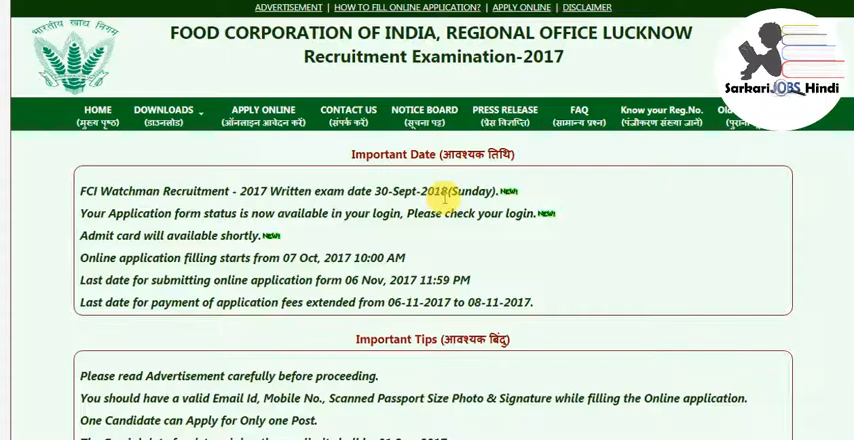 ADVERTISEMENT | HOW TO FILL ONLINE APPLICATION? | APPLY ONLINE | DISCLAIMER
भारतीय खाद्य निगम
FOOD CORPORATION OF INDIA, REGIONAL OFFICE LUCKNOW
Recruitment Examination-2017
SarkariJOBS Hindi
HOME DOWNLOADS APPLY ONLINE CONTACT US NOTICE BOARD PRESS RELEASE FAQ Know your Reg.No.
(मुख्य पृष्ठ) (डाउनलोड) (ऑनलाइन आवेदन करें) (संपर्क करें) (सूचना पट्ट) (प्रेस विज्ञप्ति) (सामान्य प्रश्न) (पंजीकरण संख्या जानें)
Important Date (आवश्यक तिथि)
FCI Watchman Recruitment - 2017 Written exam date 30-Sept-2018(Sunday). NEW
Your Application form status is now available in your login, Please check your login. NEW
Admit card will available shortly. NEW
Online application filling starts from 07 Oct, 2017 10:00 AM
Last date for submitting online application form 06 Nov, 2017 11:59 PM
Last date for payment of application fees extended from 06-11-2017 to 08-11-2017.
Important Tips (आवश्यक बिंदु)
Please read Advertisement carefully before proceeding.
You should have a valid Email Id, Mobile No., Scanned Passport Size Photo & Signature while filling the Online application.
One Candidate can Apply for Only one Post.